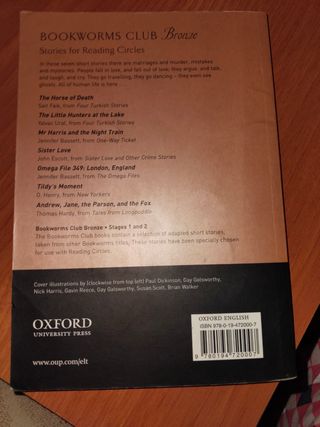 BOOKWORMS CLUB Bronze
Stories for Reading Circles
In these seven short stories there are marriages and murder, mistakes
and mysteries. People fall in love, and fall out of love; they argue, and talk,
and laugh, and cry. They go travelling, they go dancing – they even see
ghosts. All of human life is here . . .
The Horse of Death
Sait Faik, from Four Turkish Stories
The Little Hunters at the Lake
Yalvac Ural, from Four Turkish Stories
Mr Harris and the Night Train
Jennifer Bassett, from One-Way Ticket
Sister Love
John Escott, from Sister Love and Other Crime Stories
Omega File 349: London, England
Jennifer Bassett, from The Omega Files
Tildy's Moment
O. Henry, from New Yorkers
Andrew, Jane, the Parson, and the Fox
Thomas Hardy, from Tales from Longpuddle
Bookworms Club Bronze • Stages 1 and 2
The Bookworms Club books contain a selection of adapted short stories,
taken from other Bookworms titles. These stories have been specially chosen
for use with Reading Circles.
Cover illustrations by (clockwise from top left) Paul Dickinson, Gay Galsworthy,
Nick Harris, Gavin Reece, Gay Galsworthy, Susan Scott, Brian Walker
OXFORD
UNIVERSITY PRESS
www.oup.com/elt
OXFORD ENGLISH
ISBN 978-0-19-472000-7
9 780194 720007